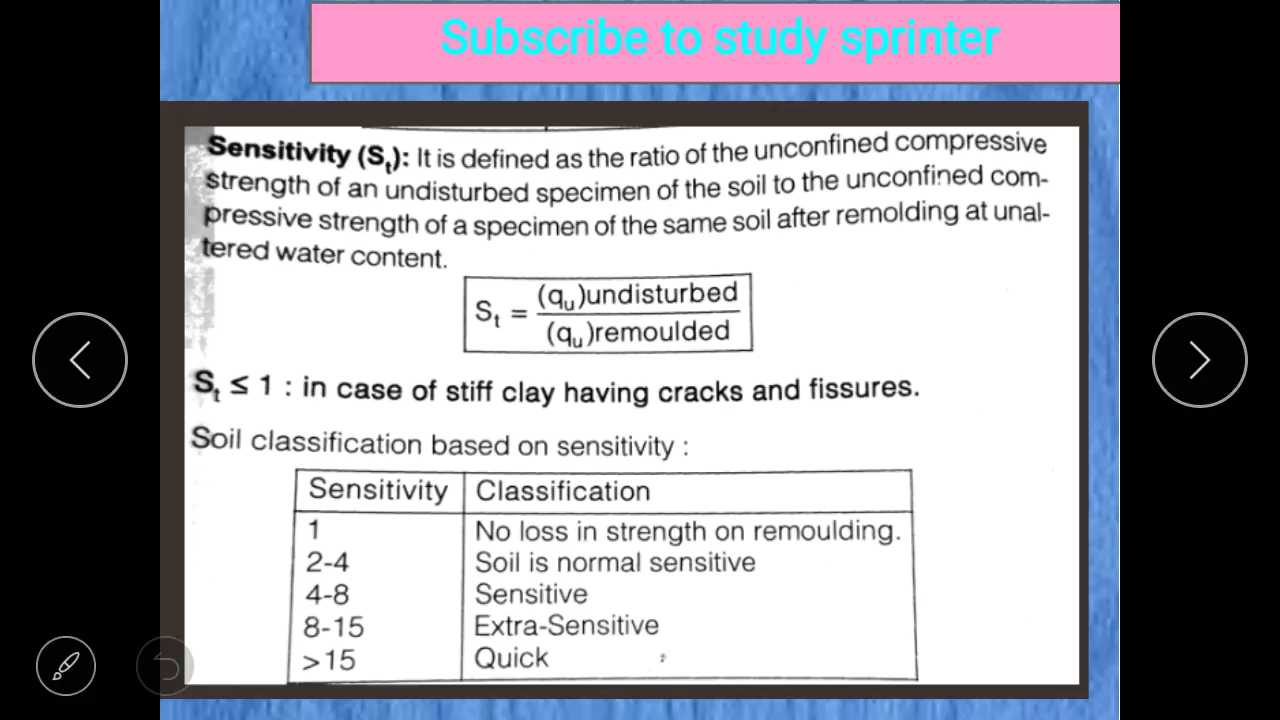 Subscribe to study sprinter
Sensitivity (St): It is defined as the ratio of the unconfined compressive
strength of an undisturbed specimen of the soil to the unconfined com-
pressive strength of a specimen of the same soil after remolding at unal-
tered water content.
St = (qu)undisturbed
(qu)remoulded
St ≤ 1 : in case of stiff clay having cracks and fissures.
Soil classification based on sensitivity :
Sensitivity Classification
1 No loss in strength on remoulding.
2-4 Soil is normal sensitive
4-8 Sensitive
8-15 Extra-Sensitive
>15 Quick